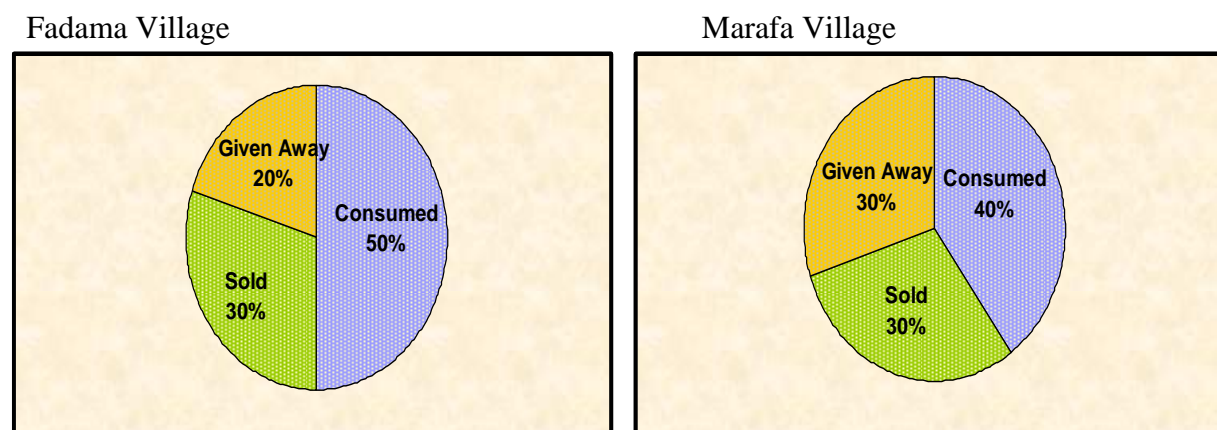 Fadama Village
Given Away
20%
Consumed
50%
Sold
30%
Marafa Village
Given Away
30%
Consumed
40%
Sold
30%